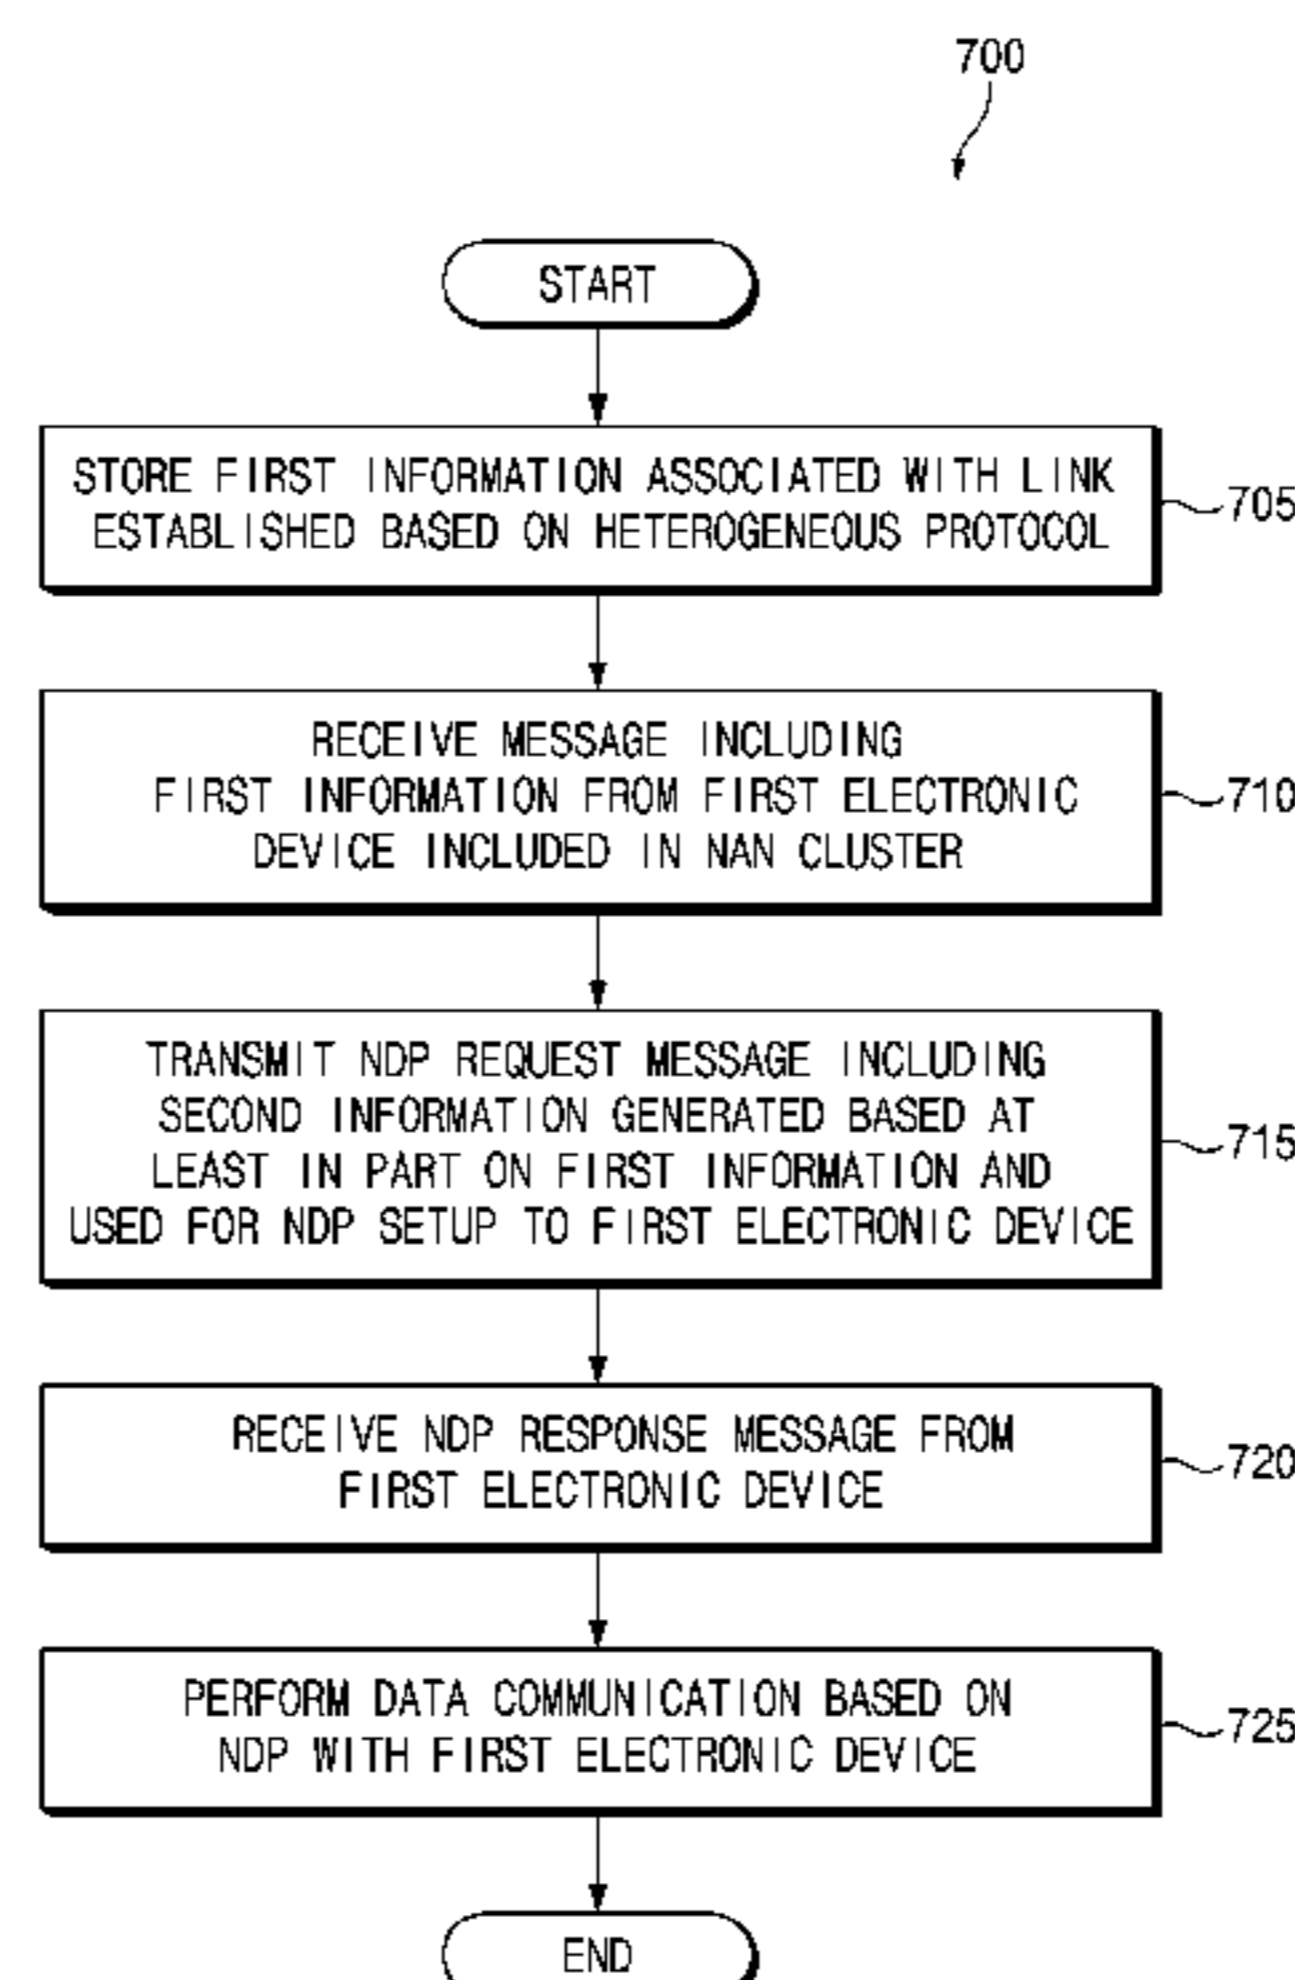 700
START
STORE FIRST INFORMATION ASSOCIATED WITH LINK
ESTABLISHED BASED ON HETEROGENEOUS PROTOCOL
705
RECEIVE MESSAGE INCLUDING
FIRST INFORMATION FROM FIRST ELECTRONIC
DEVICE INCLUDED IN NAN CLUSTER
710
TRANSMIT NDP REQUEST MESSAGE INCLUDING
SECOND INFORMATION GENERATED BASED AT
LEAST IN PART ON FIRST INFORMATION AND
USED FOR NDP SETUP TO FIRST ELECTRONIC DEVICE
715
RECEIVE NDP RESPONSE MESSAGE FROM
FIRST ELECTRONIC DEVICE
720
PERFORM DATA COMMUNICATION BASED ON
NDP WITH FIRST ELECTRONIC DEVICE
725
END